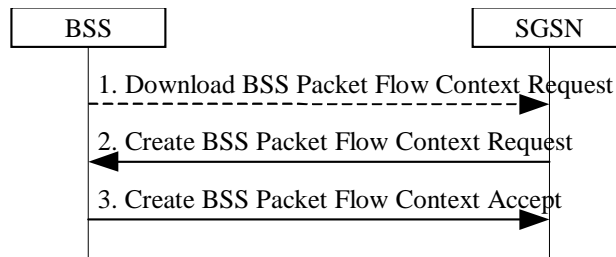 BSS
SGSN
1. Download BSS Packet Flow Context Request
2. Create BSS Packet Flow Context Request
3. Create BSS Packet Flow Context Accept